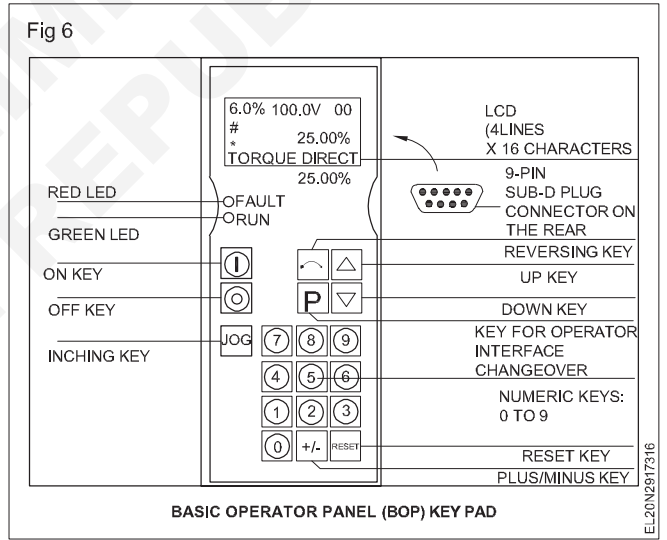 Fig 6
6.0% 100.0V 00
#
* 25.00%
TORQUE DIRECT
25.00%
FAULT
RUN
RED LED
GREEN LED
ON KEY
OFF KEY
INCHING KEY
P
JOG
7 8 9
4 5 6
1 2 3
0 +/- RESET
LCD
(4LINES
X 16 CHARACTERS
9-PIN
SUB-D PLUG
CONNECTOR ON
THE REAR
REVERSING KEY
UP KEY
DOWN KEY
KEY FOR OPERATOR
INTERFACE
CHANGEOVER
NUMERIC KEYS:
0 TO 9
RESET KEY
PLUS/MINUS KEY
BASIC OPERATOR PANEL (BOP) KEY PAD
EL20N2917316